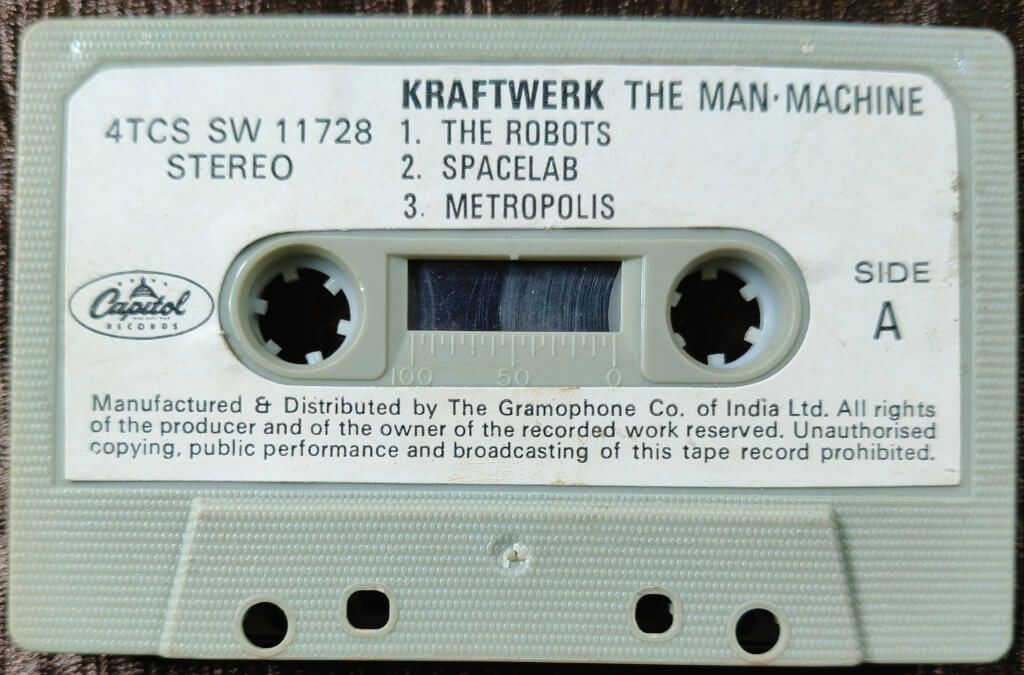 KRAFTWERK THE MAN·MACHINE
4TCS SW 11728
STEREO
1. THE ROBOTS
2. SPACELAB
3. METROPOLIS
Capitol
RECORDS
SIDE
A
100 50 0
Manufactured & Distributed by The Gramophone Co. of India Ltd. All rights
of the producer and of the owner of the recorded work reserved. Unauthorised
copying, public performance and broadcasting of this tape record prohibited.